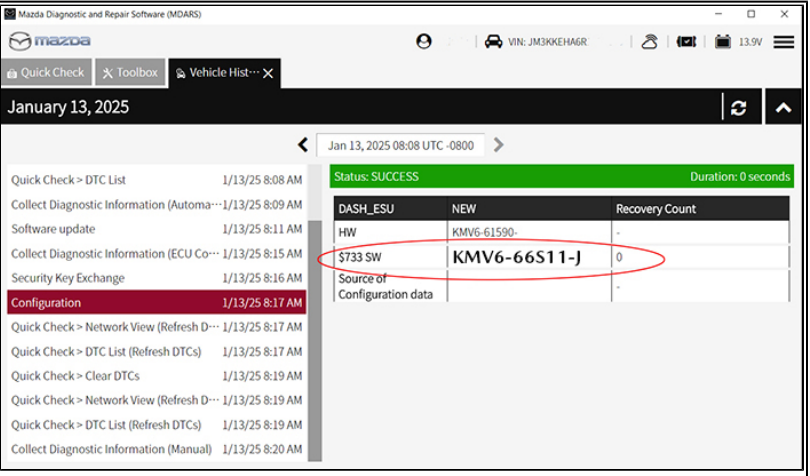 Mazda Diagnostic and Repair Software (MDARS)
mazda
VIN: JM3KKEHA6R
13.9V
Quick Check
Toolbox
Vehicle Hist···
January 13, 2025
Jan 13, 2025 08:08 UTC -0800
Quick Check > DTC List 1/13/25 8:08 AM
Collect Diagnostic Information (Automa··· 1/13/25 8:09 AM
Software update 1/13/25 8:11 AM
Collect Diagnostic Information (ECU Co··· 1/13/25 8:15 AM
Security Key Exchange 1/13/25 8:16 AM
Configuration 1/13/25 8:17 AM
Quick Check > Network View (Refresh D··· 1/13/25 8:17 AM
Quick Check > DTC List (Refresh DTCs) 1/13/25 8:17 AM
Quick Check > Clear DTCs 1/13/25 8:19 AM
Quick Check > Network View (Refresh D··· 1/13/25 8:19 AM
Quick Check > DTC List (Refresh DTCs) 1/13/25 8:19 AM
Collect Diagnostic Information (Manual) 1/13/25 8:20 AM
Status: SUCCESS Duration: 0 seconds
DASH_ESU NEW Recovery Count
HW KMV6-61590- -
$733 SW KMV6-66S11-J 0
Source of
Configuration data -